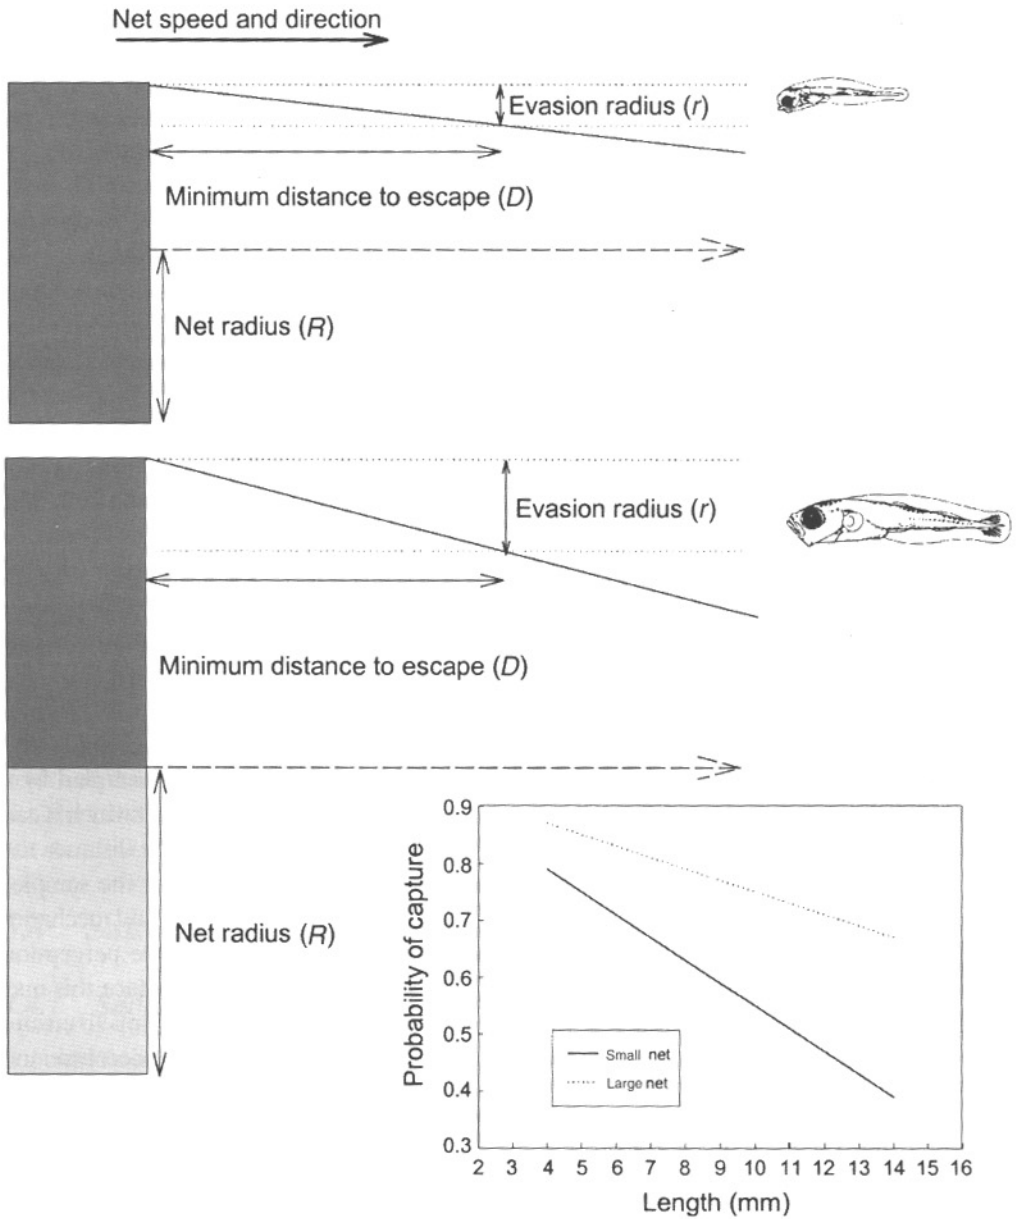 Net speed and direction
Evasion radius (r)
Minimum distance to escape (D)
Net radius (R)
Evasion radius (r)
Minimum distance to escape (D)
Net radius (R)
Probability of capture
0.9
0.8
0.7
0.6
0.5
0.4
0.3
Small net
Large net
2 3 4 5 6 7 8 9 10 11 12 13 14 15 16
Length (mm)